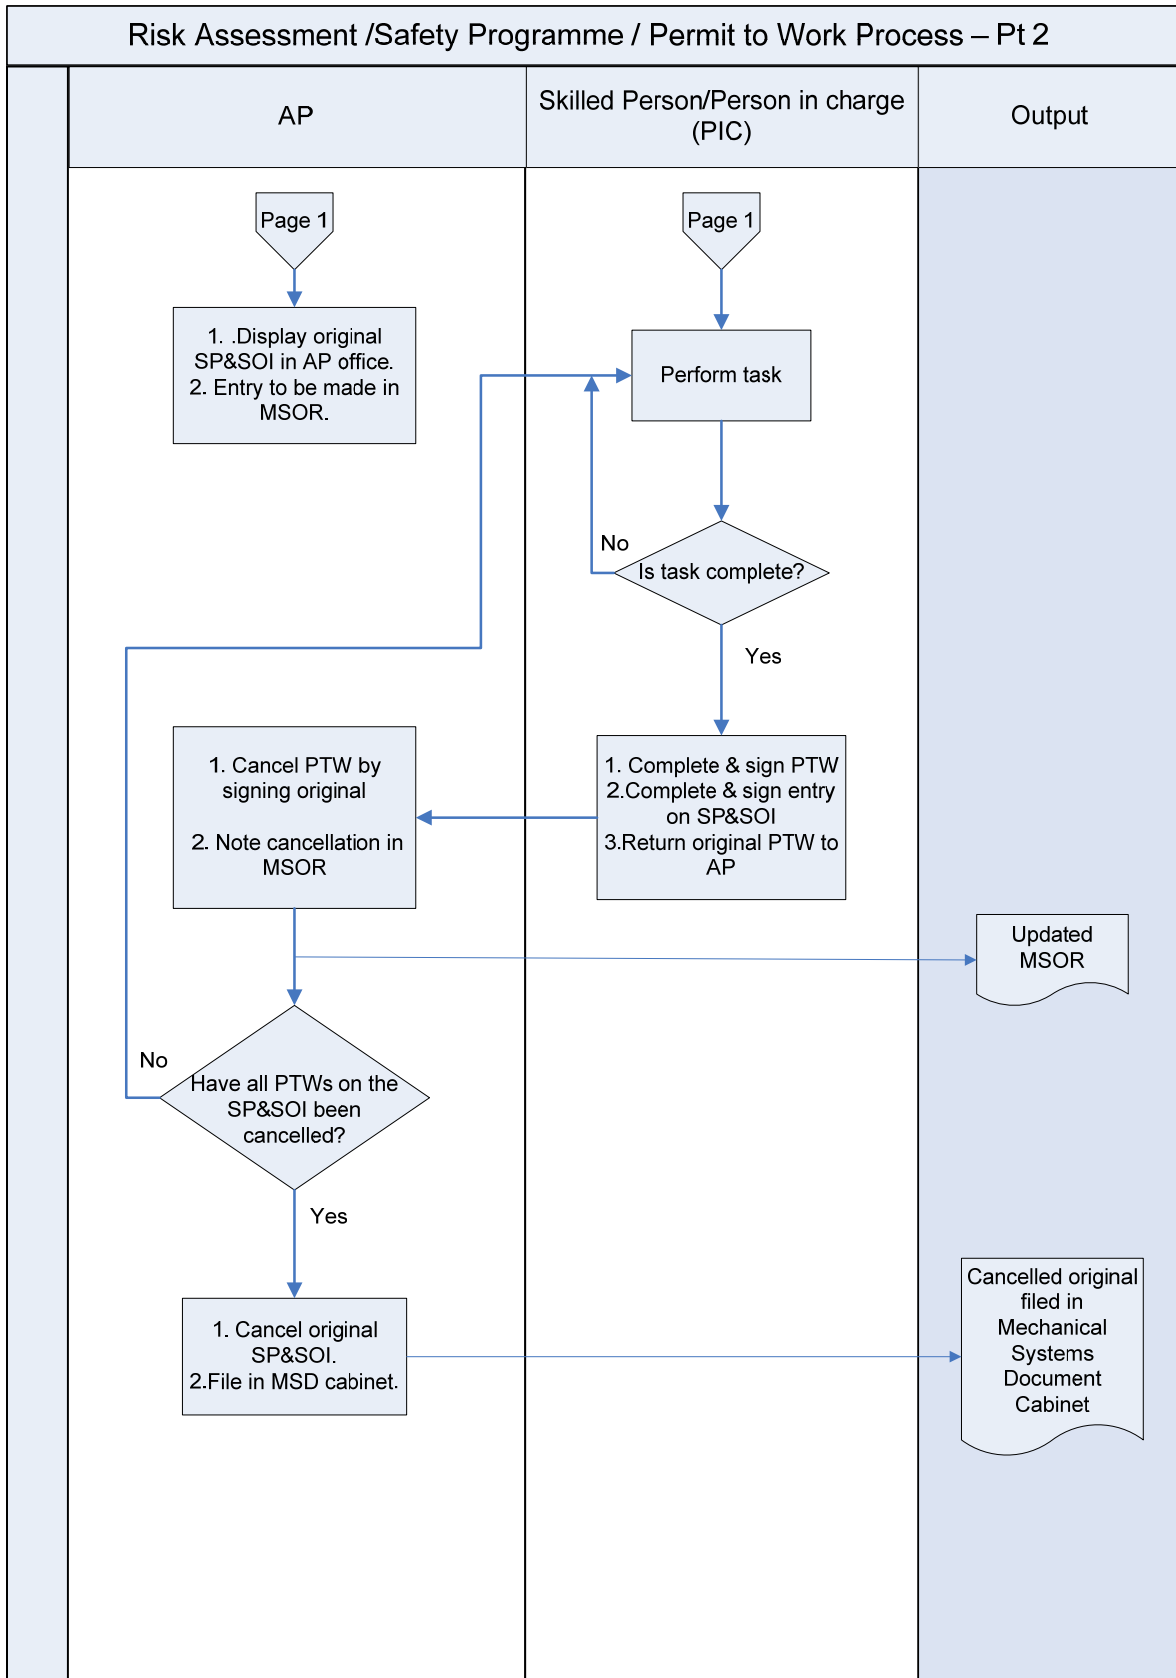 Risk Assessment /Safety Programme / Permit to Work Process – Pt 2
AP
Skilled Person/Person in charge
(PIC)
Output
Page 1
Page 1
1. .Display original
SP&SOI in AP office.
2. Entry to be made in
MSOR.
Perform task
No
Is task complete?
Yes
1. Cancel PTW by
signing original
2. Note cancellation in
MSOR
1. Complete & sign PTW
2.Complete & sign entry
on SP&SOI
3.Return original PTW to
AP
Updated
MSOR
No
Have all PTWs on the
SP&SOI been
cancelled?
Yes
1. Cancel original
SP&SOI.
2.File in MSD cabinet.
Cancelled original
filed in
Mechanical
Systems
Document
Cabinet